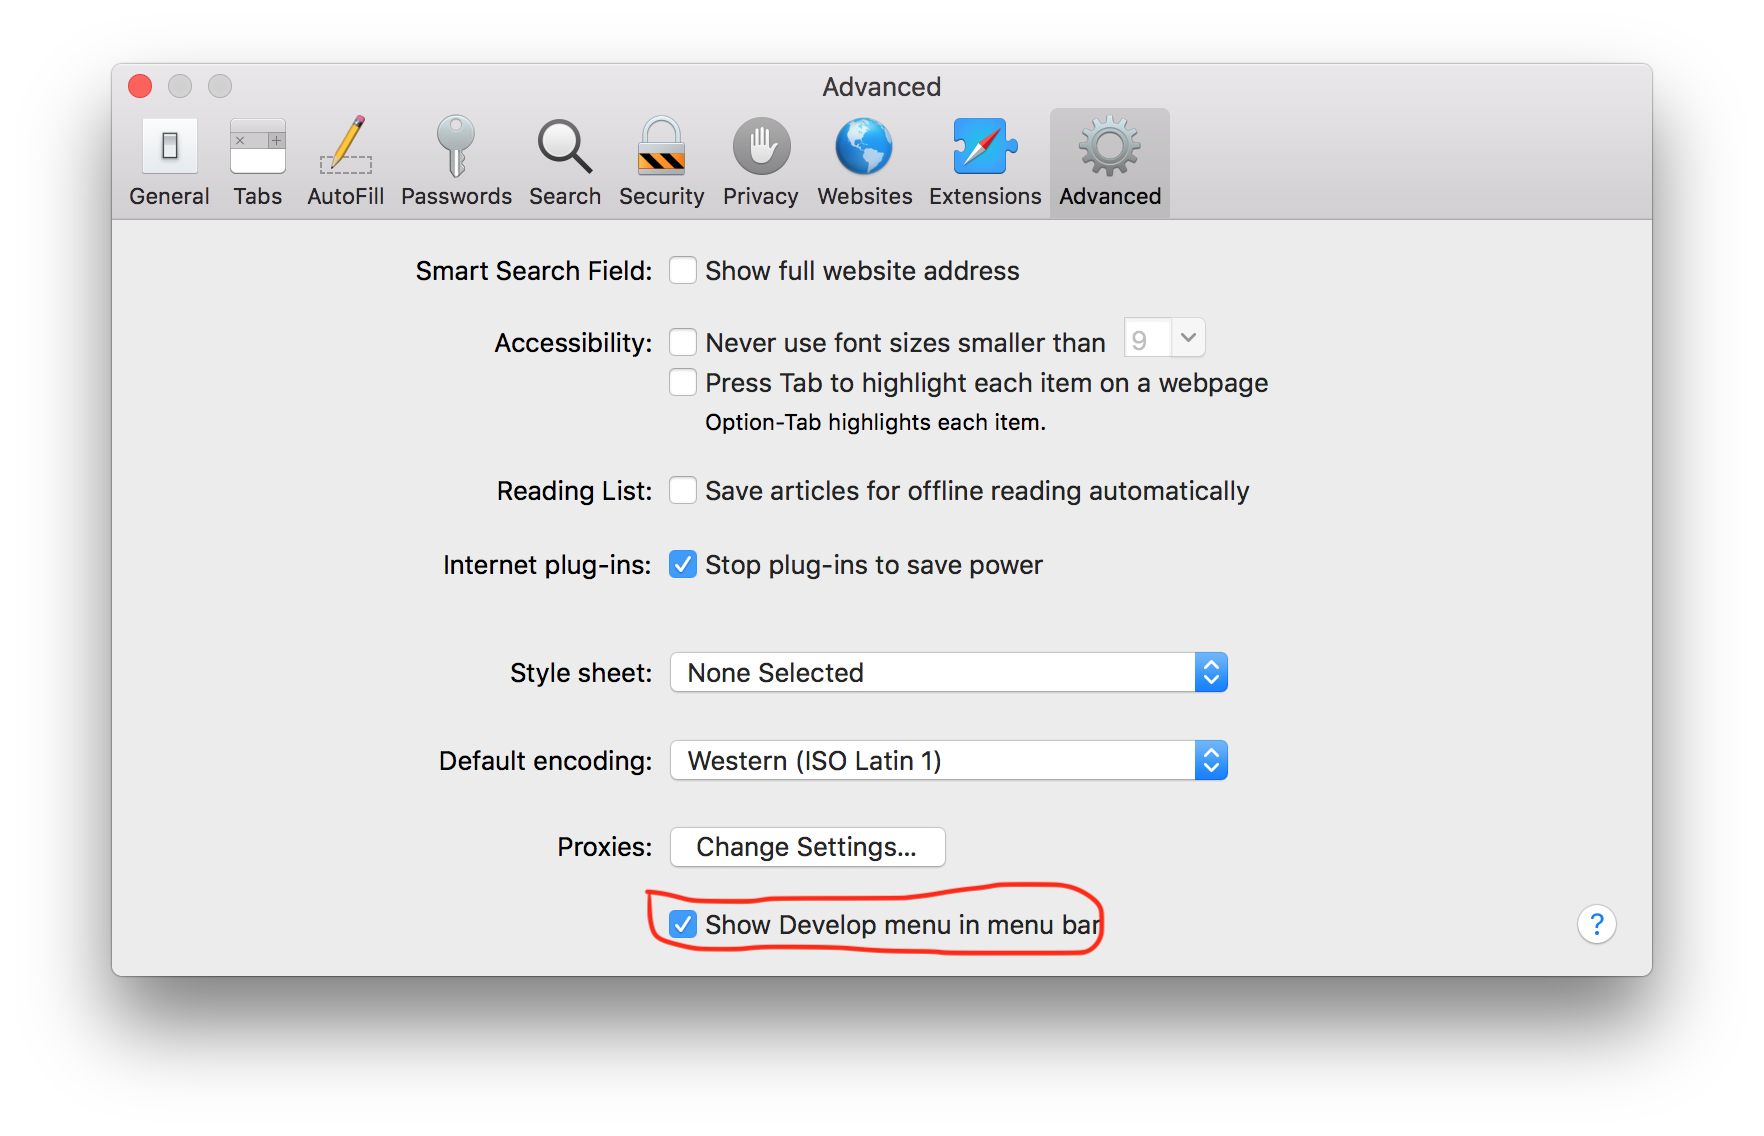 Advanced
General Tabs AutoFill Passwords Search Security Privacy Websites Extensions Advanced
Smart Search Field: Show full website address
Accessibility: Never use font sizes smaller than 9
Press Tab to highlight each item on a webpage
Option-Tab highlights each item.
Reading List: Save articles for offline reading automatically
Internet plug-ins: Stop plug-ins to save power
Style sheet: None Selected
Default encoding: Western (ISO Latin 1)
Proxies: Change Settings...
Show Develop menu in menu bar
?